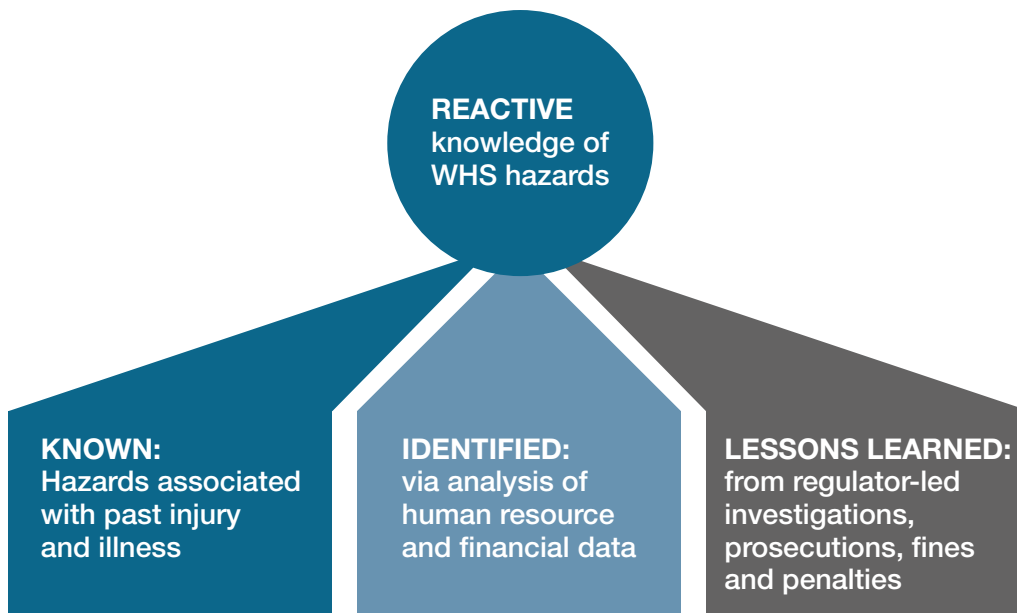 REACTIVE
knowledge of
WHS hazards
KNOWN:
Hazards associated
with past injury
and illness
IDENTIFIED:
via analysis of
human resource
and financial data
LESSONS LEARNED:
from regulator-led
investigations,
prosecutions, fines
and penalties